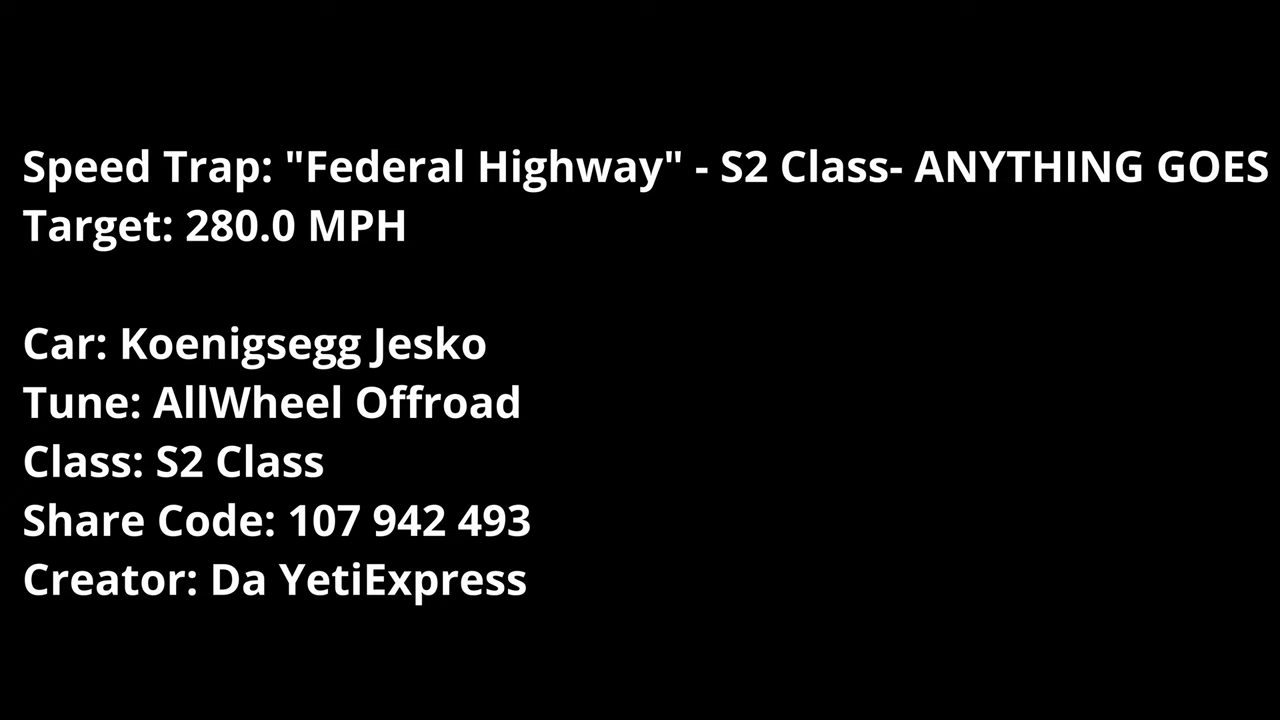 Speed Trap: "Federal Highway" - S2 Class- ANYTHING GOES
Target: 280.0 MPH
Car: Koenigsegg Jesko
Tune: AllWheel Offroad
Class: S2 Class
Share Code: 107 942 493
Creator: Da YetiExpress